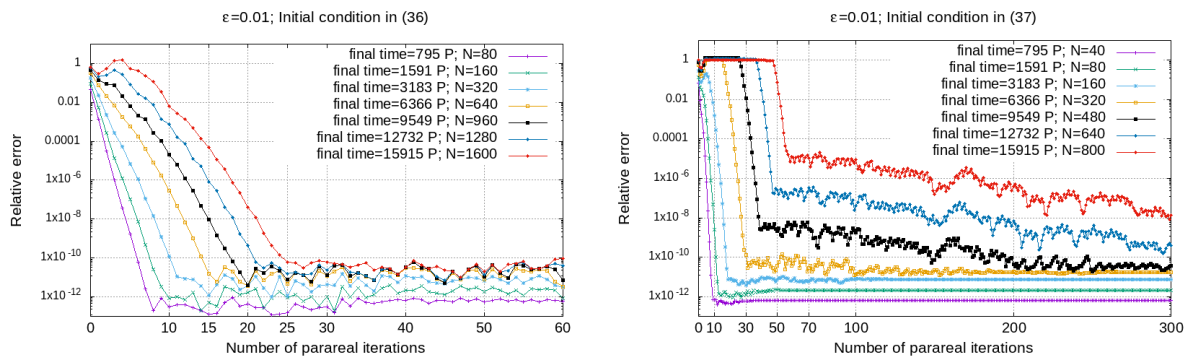 ε=0.01; Initial condition in (36)
final time=795 P; N=80
final time=1591 P; N=160
final time=3183 P; N=320
final time=6366 P; N=640
final time=9549 P; N=960
final time=12732 P; N=1280
final time=15915 P; N=1600
Relative error
1
0.01
0.0001
1x10-6
1x10-8
1x10-10
1x10-12
0 10 15 20 25 30 40 50 60
Number of parareal iterations
ε=0.01; Initial condition in (37)
final time=795 P; N=40
final time=1591 P; N=80
final time=3183 P; N=160
final time=6366 P; N=320
final time=9549 P; N=480
final time=12732 P; N=640
final time=15915 P; N=800
Relative error
1
0.01
0.0001
1x10-6
1x10-8
1x10-10
1x10-12
0 10 30 50 70 100 200 300
Number of parareal iterations